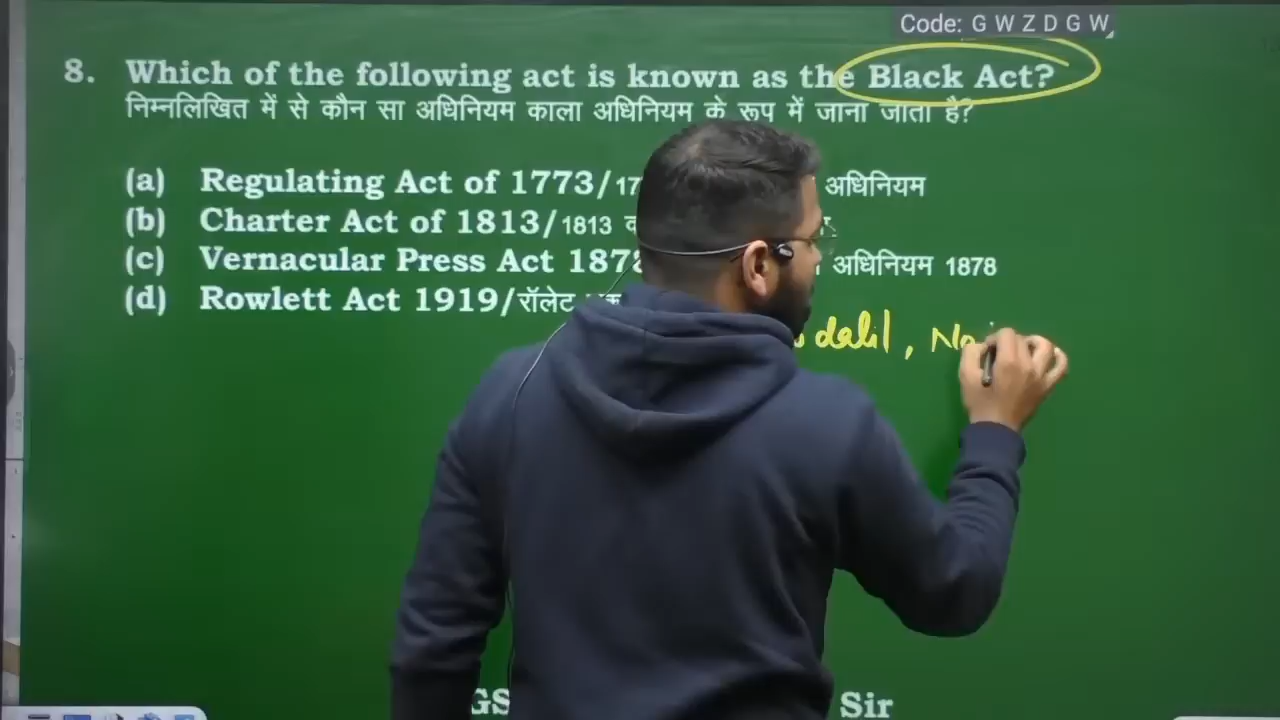 Code: G W Z D G W
8. Which of the following act is known as the Black Act?
निम्नलिखित में से कौन सा अधिनियम काला अधिनियम के रूप में जाना जाता है?
(a) Regulating Act of 1773/17 अधिनियम
(b) Charter Act of 1813/1813
(c) Vernacular Press Act 1878 अधिनियम 1878
(d) Rowlett Act 1919/रॉलेट
dalil, No
GS Sir